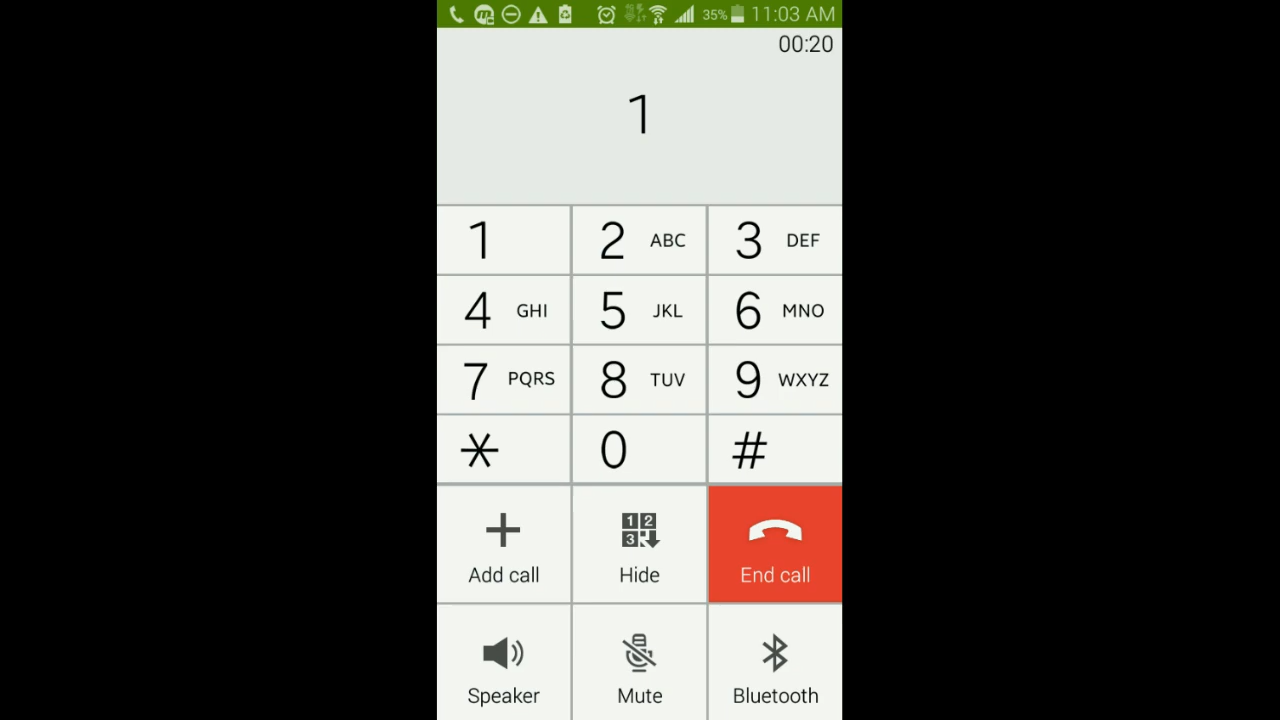 35% 11:03 AM
00:20
1
1 2 ABC 3 DEF
4 GHI 5 JKL 6 MNO
7 PQRS 8 TUV 9 WXYZ
* 0 #
Add call Hide End call
Speaker Mute Bluetooth